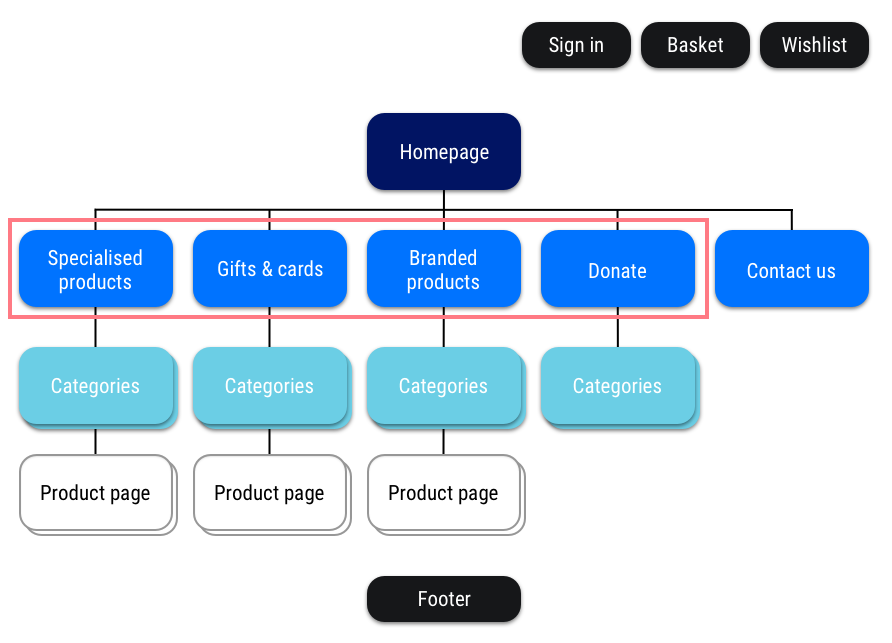 Sign in
Basket
Wishlist
Homepage
Specialised
products
Gifts & cards
Branded
products
Donate
Contact us
Categories
Categories
Categories
Categories
Product page
Product page
Product page
Footer